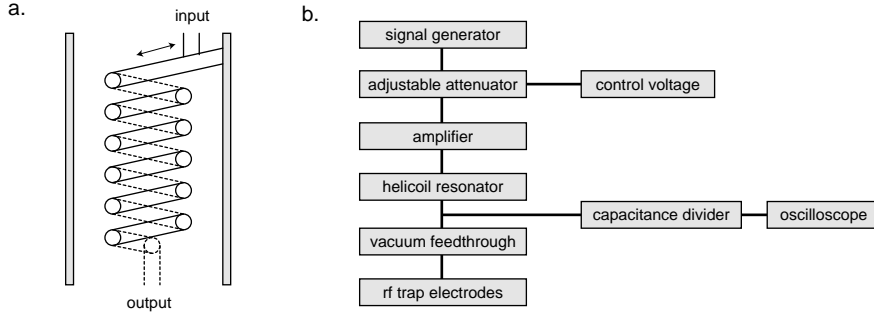 a.
input
output
b.
signal generator
adjustable attenuator
control voltage
amplifier
helicoil resonator
capacitance divider
oscilloscope
vacuum feedthrough
rf trap electrodes